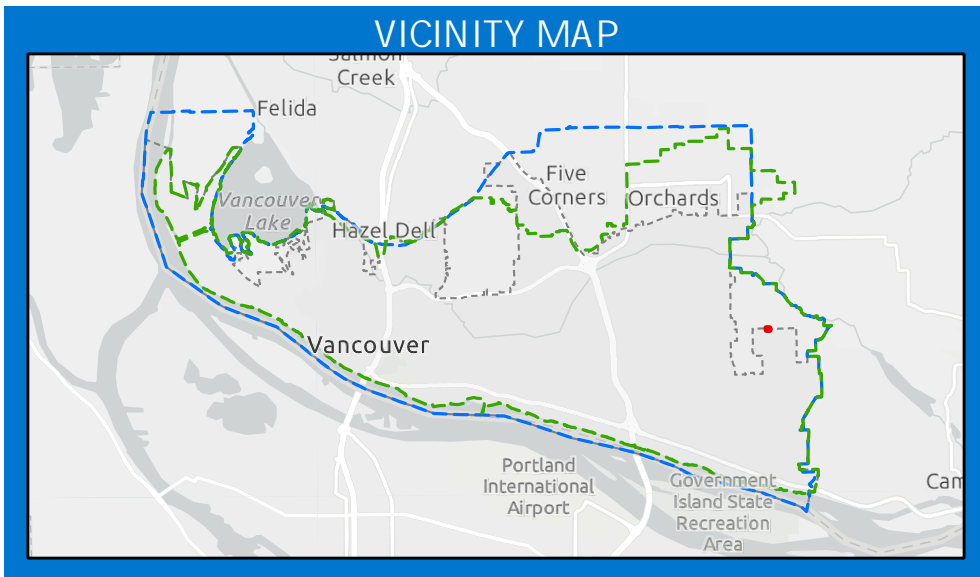 VICINITY MAP
Salmon
Creek
Felida
Five
Corners
Vancouver
Lake
Orchards
Hazel Dell
Vancouver
Portland
International
Airport
Government
Island State
Recreation
Area
Cam